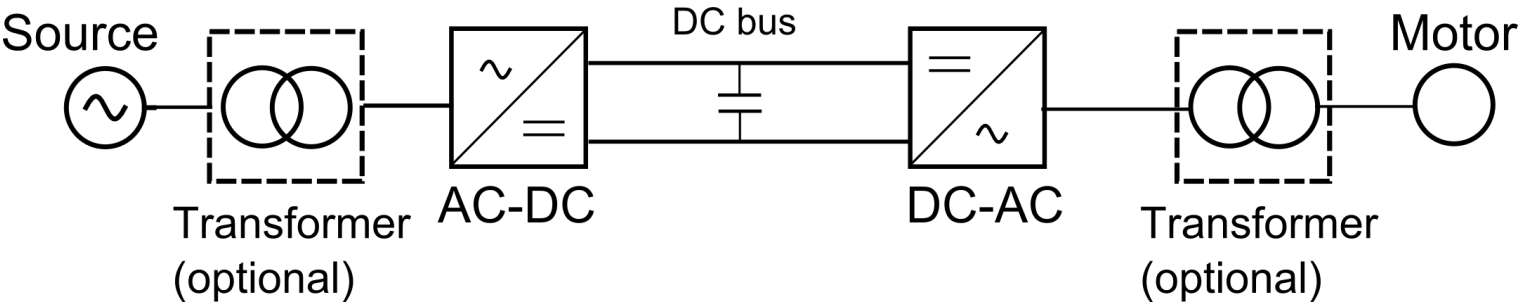 Source
DC bus
Motor
Transformer
(optional)
AC-DC
DC-AC
Transformer
(optional)